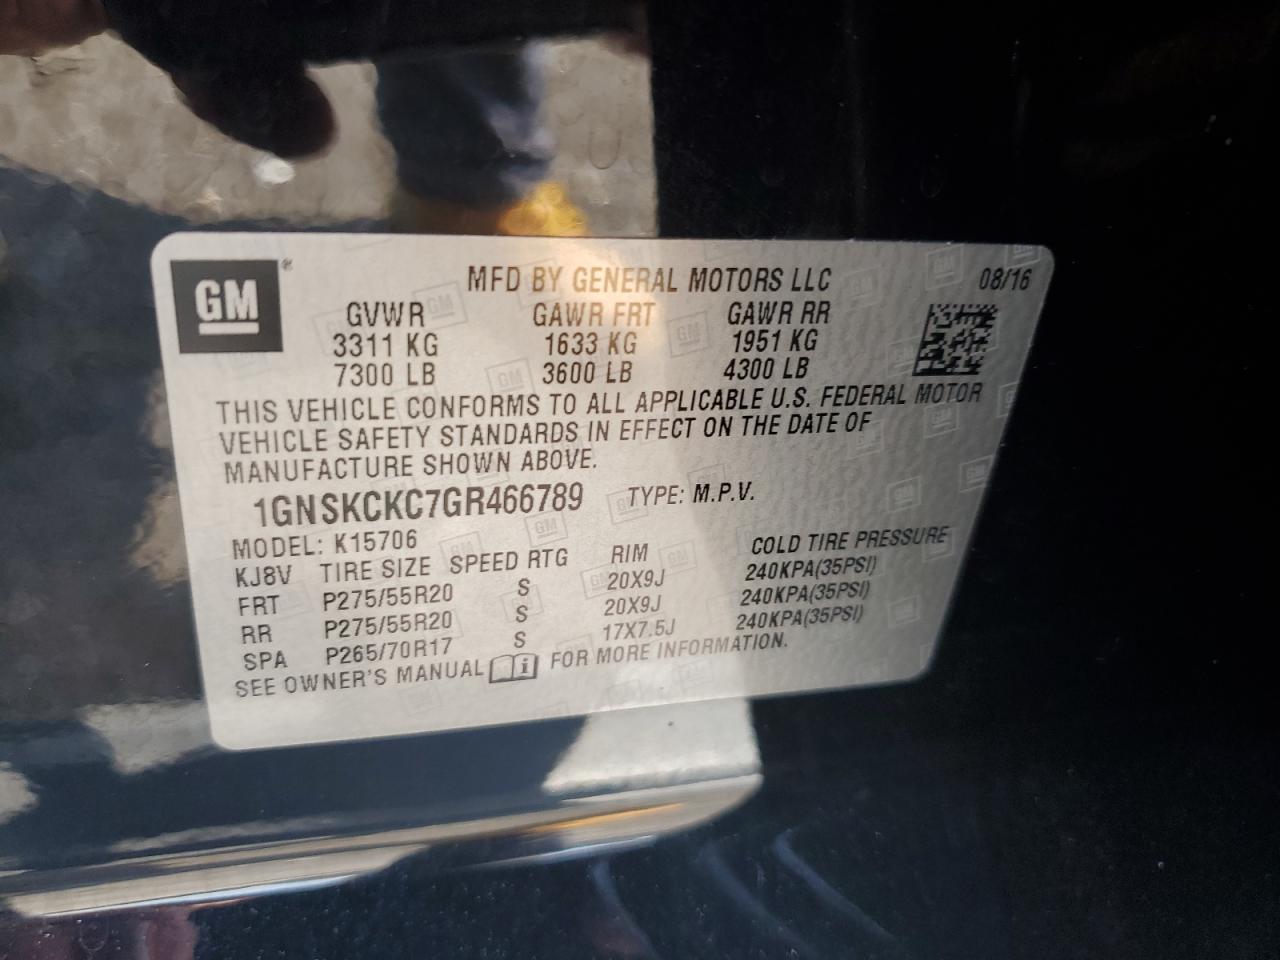 GM ® MFD BY GENERAL MOTORS LLC 08/16
GVWR GAWR FRT GAWR RR
3311 KG 1633 KG 1951 KG
7300 LB 3600 LB 4300 LB
THIS VEHICLE CONFORMS TO ALL APPLICABLE U.S. FEDERAL MOTOR
VEHICLE SAFETY STANDARDS IN EFFECT ON THE DATE OF
MANUFACTURE SHOWN ABOVE.
1GNSKCKC7GR466789 TYPE: M.P.V.
MODEL: K15706
KJ8V TIRE SIZE SPEED RTG RIM COLD TIRE PRESSURE
FRT P275/55R20 S 20X9J 240KPA(35PSI)
RR P275/55R20 S 20X9J 240KPA(35PSI)
SPA P265/70R17 S 17X7.5J 240KPA(35PSI)
SEE OWNER'S MANUAL i FOR MORE INFORMATION.